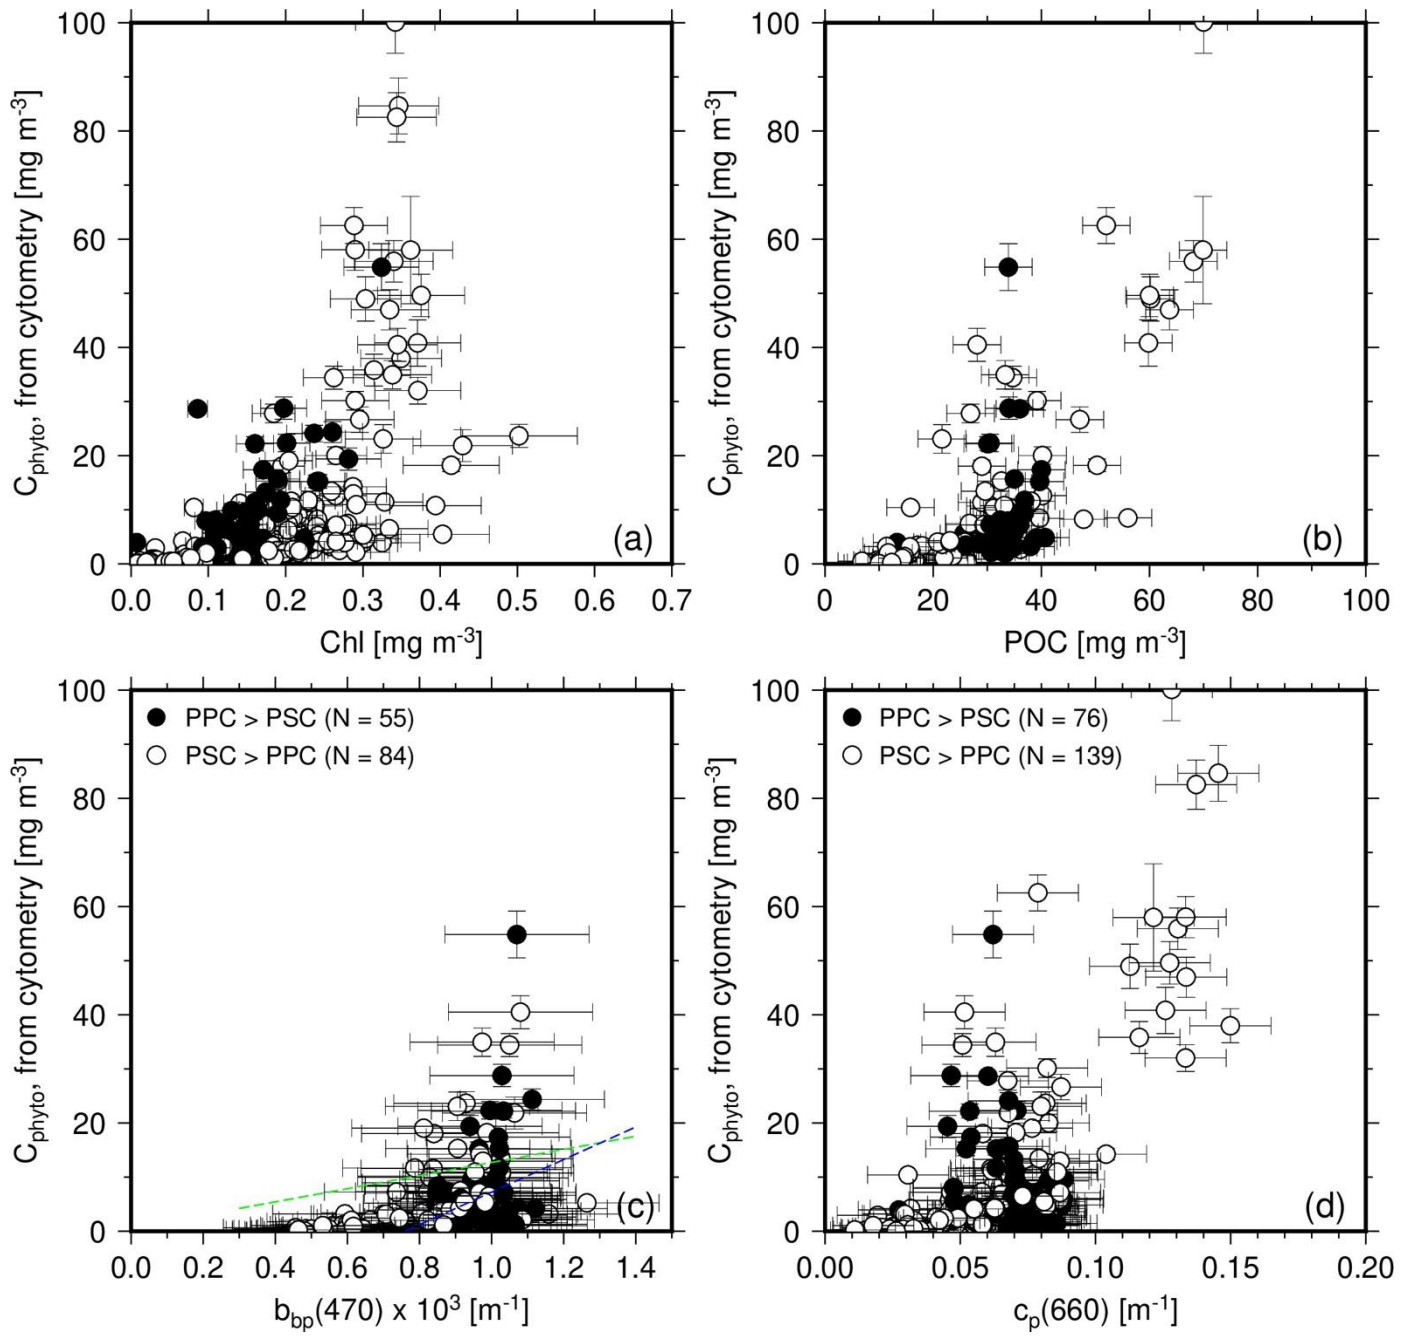 100
80
60
40
20
0
C_phyto, from cytometry [mg m⁻³]
(a)
0.0 0.1 0.2 0.3 0.4 0.5 0.6 0.7
Chl [mg m⁻³]
100
80
60
40
20
0
C_phyto, from cytometry [mg m⁻³]
(b)
0 20 40 60 80 100
POC [mg m⁻³]
100
80
60
40
20
0
C_phyto, from cytometry [mg m⁻³]
PPC > PSC (N = 55)
PSC > PPC (N = 84)
(c)
0.0 0.2 0.4 0.6 0.8 1.0 1.2 1.4
b_bp(470) x 10³ [m⁻¹]
100
80
60
40
20
0
C_phyto, from cytometry [mg m⁻³]
PPC > PSC (N = 76)
PSC > PPC (N = 139)
(d)
0.00 0.05 0.10 0.15 0.20
c_p(660) [m⁻¹]